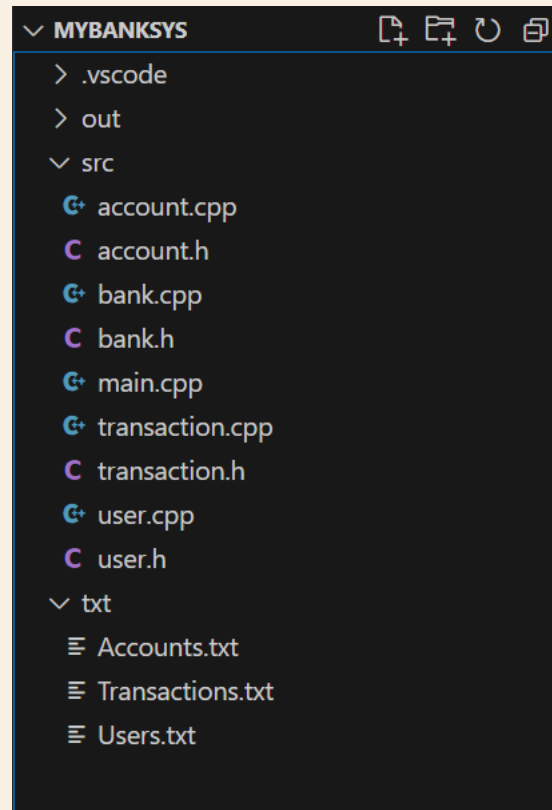 MYBANKSYS
.vscode
out
src
account.cpp
account.h
bank.cpp
bank.h
main.cpp
transaction.cpp
transaction.h
user.cpp
user.h
txt
Accounts.txt
Transactions.txt
Users.txt